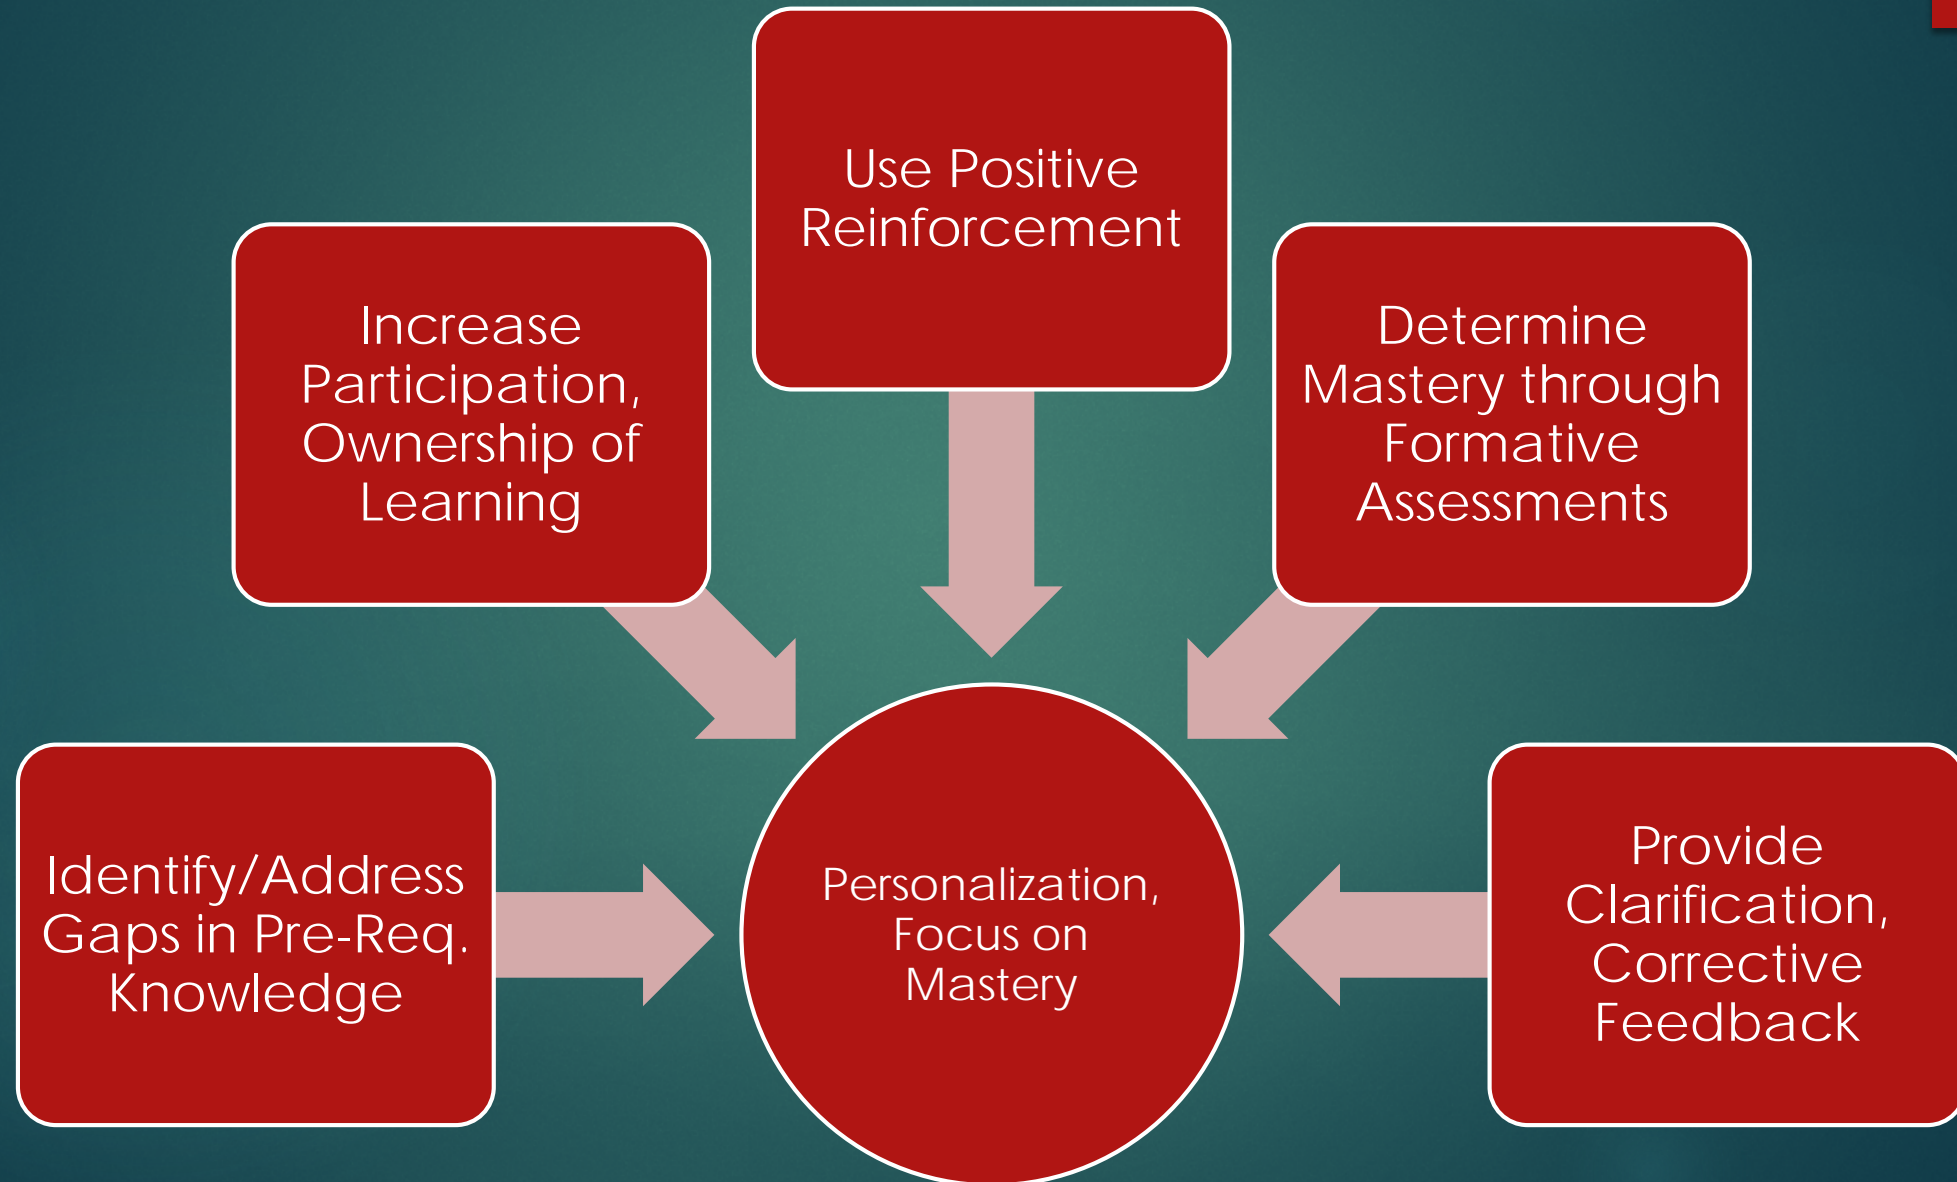 Use Positive
Reinforcement
Increase
Participation,
Ownership of
Learning
Determine
Mastery through
Formative
Assessments
Identify/Address
Gaps in Pre-Req.
Knowledge
Personalization,
Focus on
Mastery
Provide
Clarification,
Corrective
Feedback